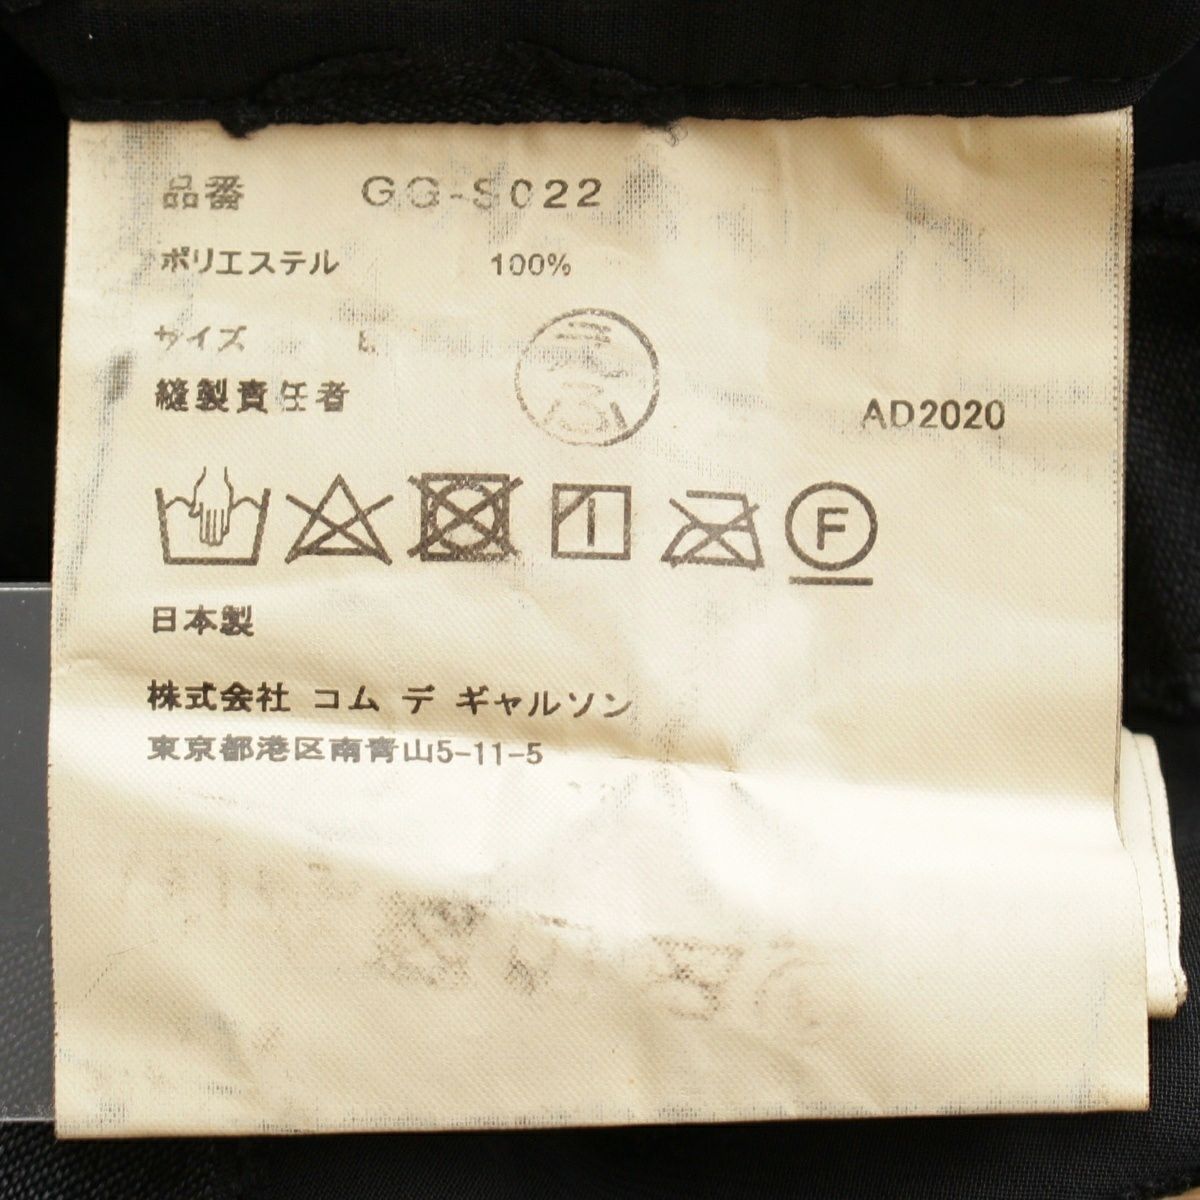 品番 GG-S022
ポリエステル 100%
サイズ
縫製責任者
AD2020
F
日本製
株式会社 コム デ ギャルソン
東京都港区南青山5-11-5